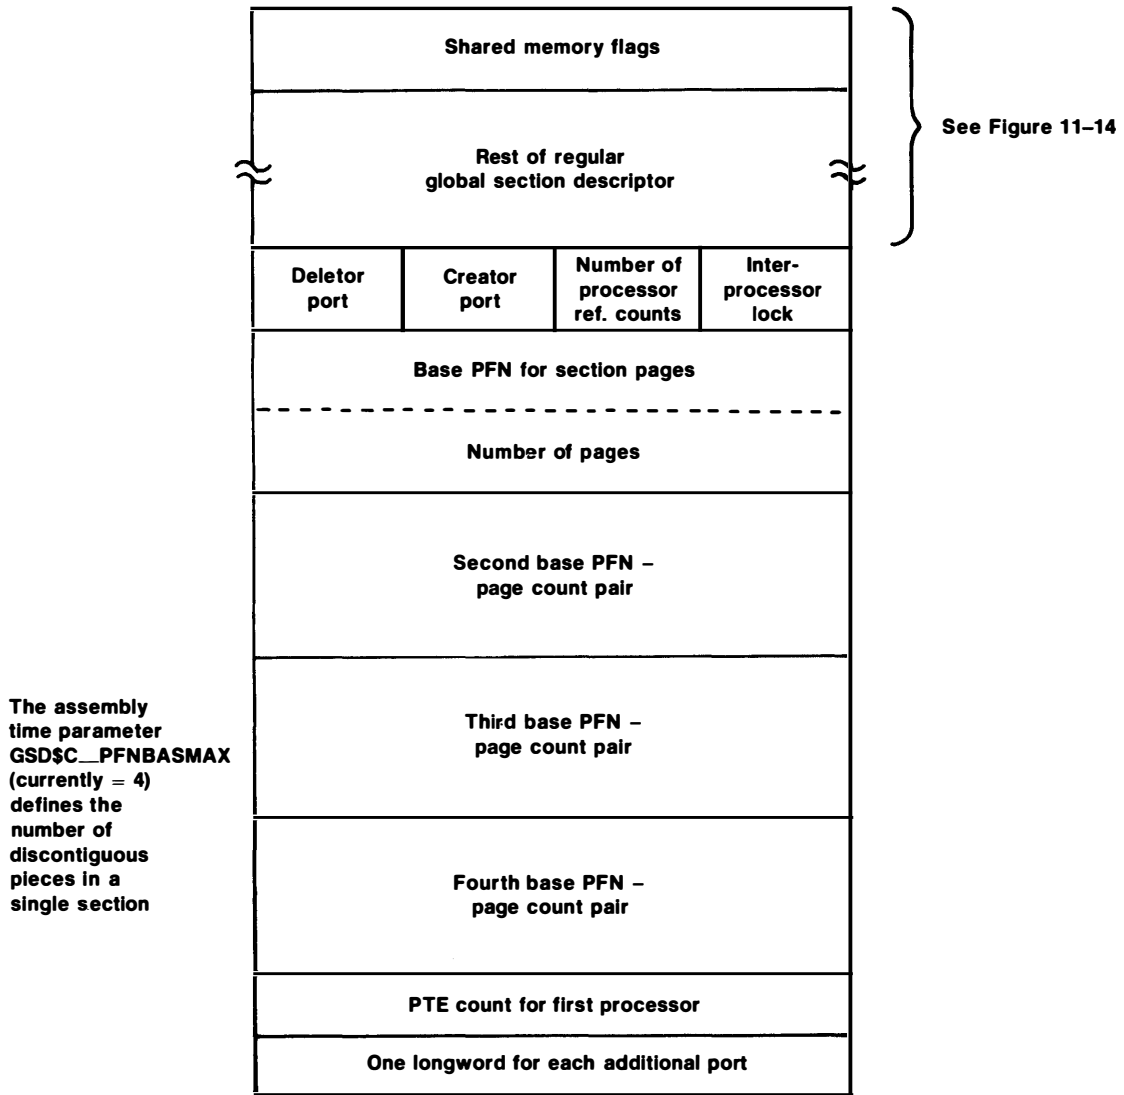 Shared memory flags
See Figure 11–14
Rest of regular
global section descriptor
Deletor
port
Creator
port
Number of
processor
ref. counts
Inter-
processor
lock
Base PFN for section pages
Number of pages
Second base PFN –
page count pair
Third base PFN –
page count pair
The assembly
time parameter
GSD$C__PFNBASMAX
(currently = 4)
defines the
number of
discontiguous
pieces in a
single section
Fourth base PFN –
page count pair
PTE count for first processor
One longword for each additional port